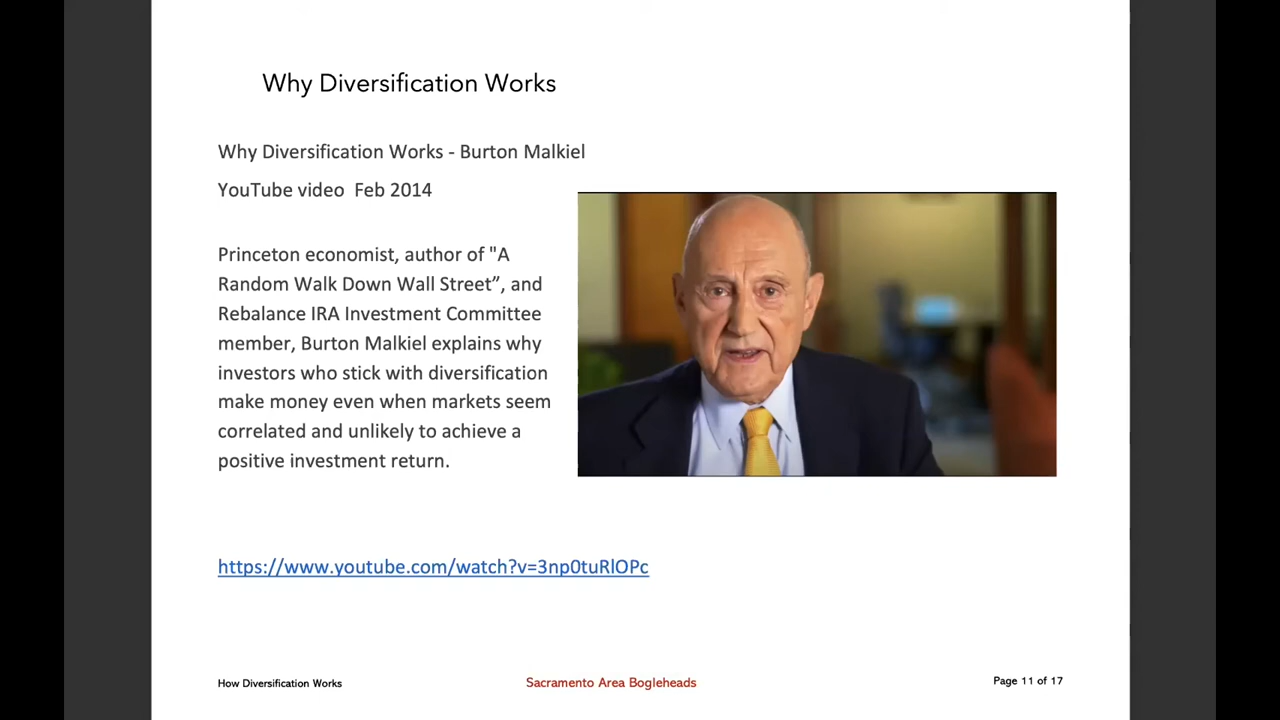 Why Diversification Works
Why Diversification Works - Burton Malkiel
YouTube video  Feb 2014
Princeton economist, author of "A
Random Walk Down Wall Street”, and
Rebalance IRA Investment Committee
member, Burton Malkiel explains why
investors who stick with diversification
make money even when markets seem
correlated and unlikely to achieve a
positive investment return.
https://www.youtube.com/watch?v=3np0tuRlOPc
How Diversification Works
Sacramento Area Bogleheads
Page 11 of 17